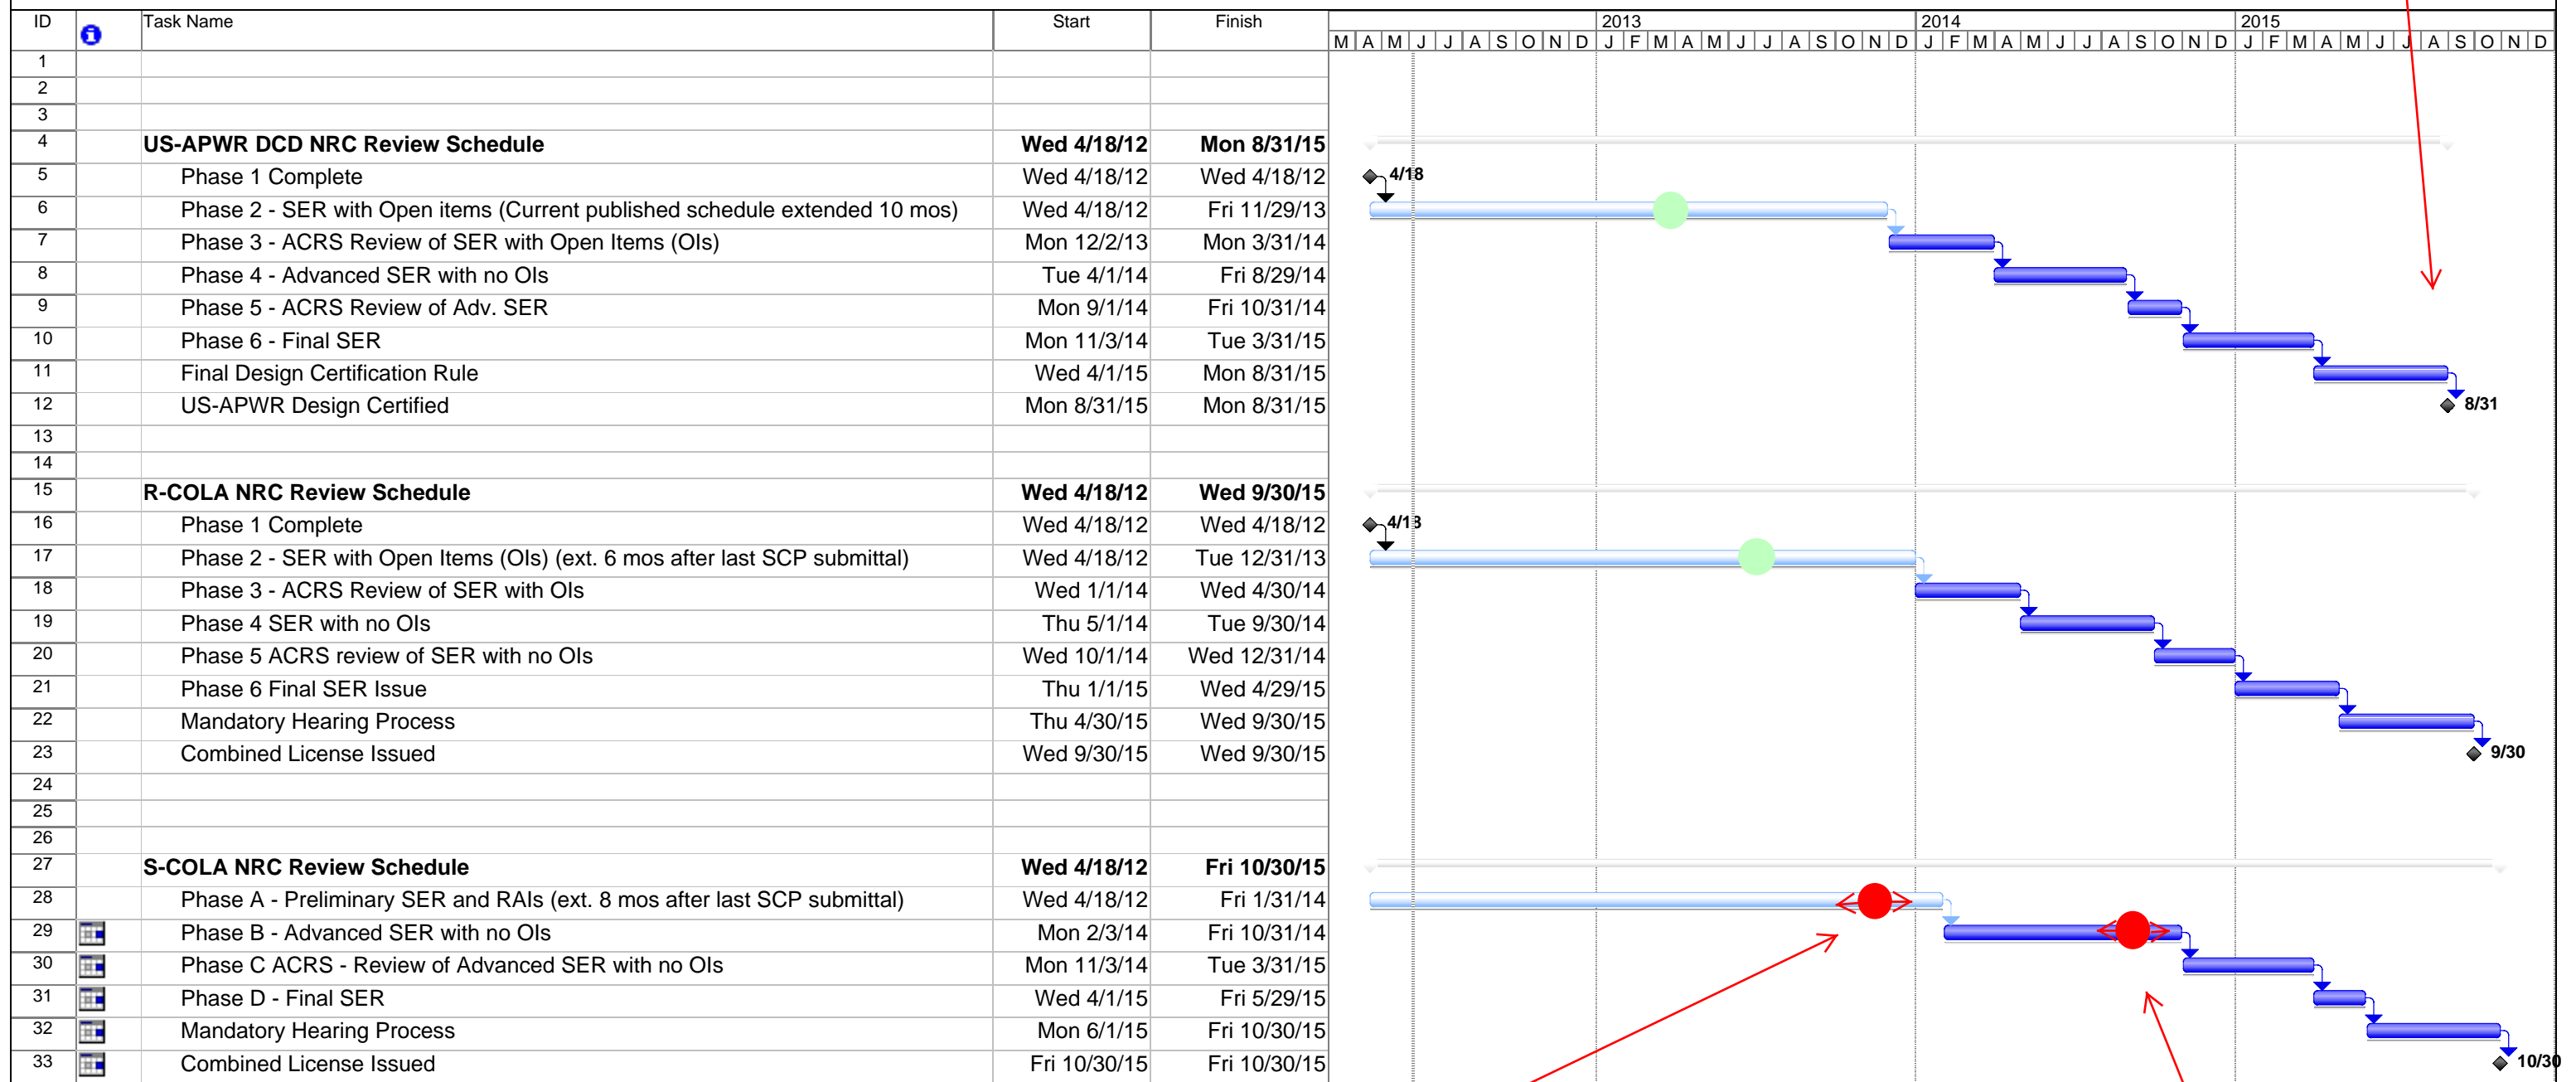 ID Task Name Start Finish 2013 2014 2015
M A M J J A S O N D J F M A M J J A S O N D J F M A M J J A S O N D J F M A M J J A S O N D
1
2
3
4 US-APWR DCD NRC Review Schedule Wed 4/18/12 Mon 8/31/15
5 Phase 1 Complete Wed 4/18/12 Wed 4/18/12 4/18
6 Phase 2 - SER with Open items (Current published schedule extended 10 mos) Wed 4/18/12 Fri 11/29/13
7 Phase 3 - ACRS Review of SER with Open Items (OIs) Mon 12/2/13 Mon 3/31/14
8 Phase 4 - Advanced SER with no OIs Tue 4/1/14 Fri 8/29/14
9 Phase 5 - ACRS Review of Adv. SER Mon 9/1/14 Fri 10/31/14
10 Phase 6 - Final SER Mon 11/3/14 Tue 3/31/15
11 Final Design Certification Rule Wed 4/1/15 Mon 8/31/15
12 US-APWR Design Certified Mon 8/31/15 Mon 8/31/15 8/31
13
14
15 R-COLA NRC Review Schedule Wed 4/18/12 Wed 9/30/15
16 Phase 1 Complete Wed 4/18/12 Wed 4/18/12 4/18
17 Phase 2 - SER with Open Items (OIs) (ext. 6 mos after last SCP submittal) Wed 4/18/12 Tue 12/31/13
18 Phase 3 - ACRS Review of SER with OIs Wed 1/1/14 Wed 4/30/14
19 Phase 4 SER with no OIs Thu 5/1/14 Tue 9/30/14
20 Phase 5 ACRS review of SER with no OIs Wed 10/1/14 Wed 12/31/14
21 Phase 6 Final SER Issue Thu 1/1/15 Wed 4/29/15
22 Mandatory Hearing Process Thu 4/30/15 Wed 9/30/15
23 Combined License Issued Wed 9/30/15 Wed 9/30/15 9/30
24
25
26
27 S-COLA NRC Review Schedule Wed 4/18/12 Fri 10/30/15
28 Phase A - Preliminary SER and RAIs (ext. 8 mos after last SCP submittal) Wed 4/18/12 Fri 1/31/14
29 Phase B - Advanced SER with no OIs Mon 2/3/14 Fri 10/31/14
30 Phase C ACRS - Review of Advanced SER with no OIs Mon 11/3/14 Tue 3/31/15
31 Phase D - Final SER Wed 4/1/15 Fri 5/29/15
32 Mandatory Hearing Process Mon 6/1/15 Fri 10/30/15
33 Combined License Issued Fri 10/30/15 Fri 10/30/15 10/30